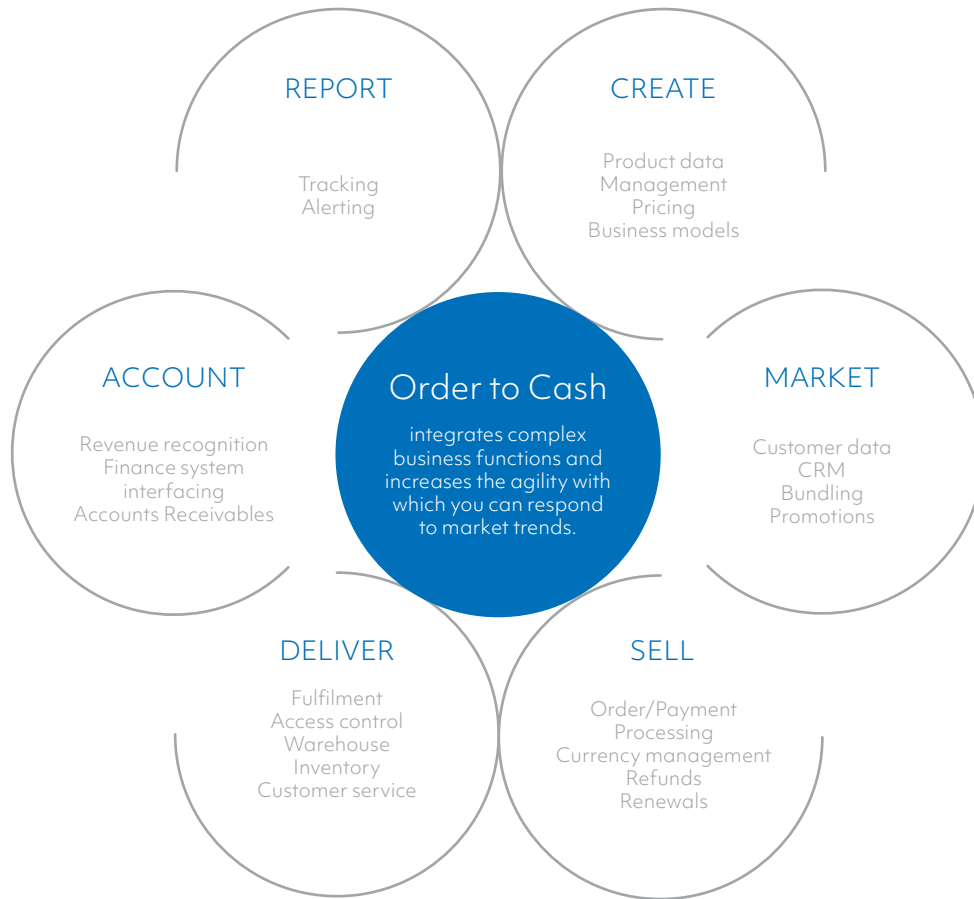 REPORT
Tracking
Alerting
CREATE
Product data
Management
Pricing
Business models
ACCOUNT
Revenue recognition
Finance system
interfacing
Accounts Receivables
Order to Cash
integrates complex
business functions and
increases the agility with
which you can respond
to market trends.
MARKET
Customer data
CRM
Bundling
Promotions
DELIVER
Fulfilment
Access control
Warehouse
Inventory
Customer service
SELL
Order/Payment
Processing
Currency management
Refunds
Renewals